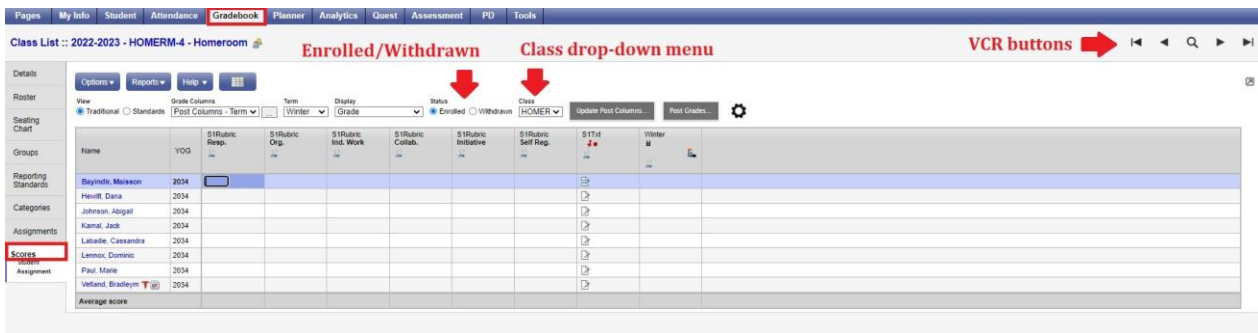 Pages My Info Student Attendance Gradebook Planner Analytics Quest Assessment PD Tools
Class List :: 2022-2023 - HOMERM-4 - Homeroom
Enrolled/Withdrawn
Class drop-down menu
VCR buttons
Details
Roster
Seating
Chart
Groups
Reporting
Standards
Categories
Assignments
Scores
Student
Assignment
Options Reports Help
View Grade Columns Term Display Status Class
Traditional Standards Post Columns - Term ... Winter Grade Enrolled Withdrawn HOMER Update Post Columns... Post Grades...
Name YOG S1Rubric Resp. S1Rubric Org. S1Rubric Ind. Work S1Rubric Collab. S1Rubric Initiative S1Rubric Self Reg. S1Txt Winter
Bayindir, Maisson 2034
Hewitt, Dana 2034
Johnson, Abigail 2034
Kamal, Jack 2034
Labadie, Cassandra 2034
Lennox, Dominic 2034
Paul, Marie 2034
Vetland, Bradleym 2034
Average score